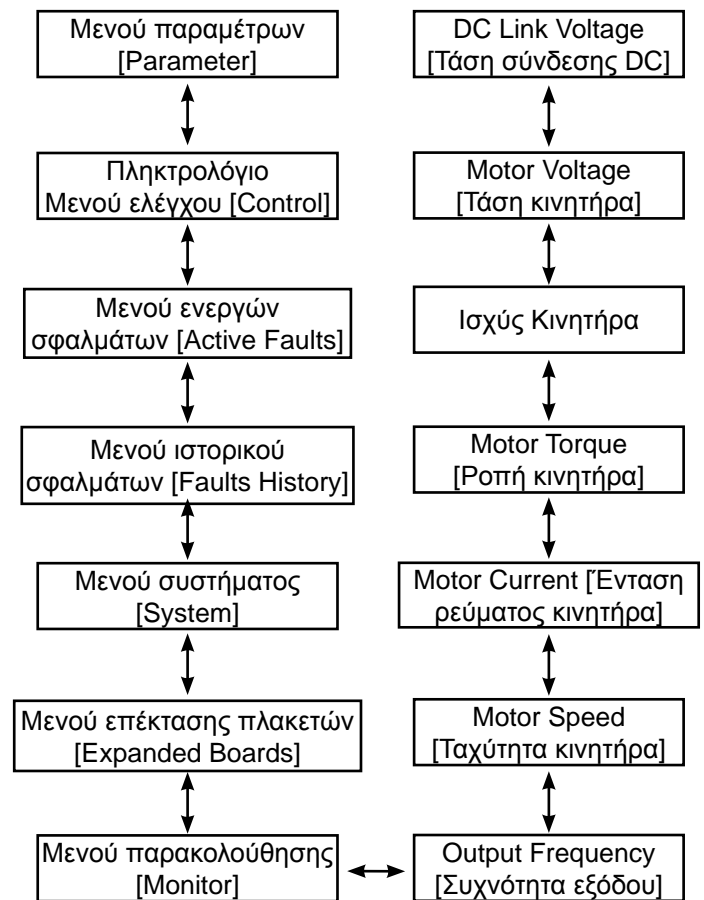 Μενού παραμέτρων
[Parameter]
Πληκτρολόγιο
Μενού ελέγχου [Control]
Μενού ενεργών
σφαλμάτων [Active Faults]
Μενού ιστορικού
σφαλμάτων [Faults History]
Μενού συστήματος
[System]
Μενού επέκτασης πλακετών
[Expanded Boards]
Μενού παρακολούθησης
[Monitor]
DC Link Voltage
[Τάση σύνδεσης DC]
Motor Voltage
[Τάση κινητήρα]
Ισχύς Κινητήρα
Motor Torque
[Ροπή κινητήρα]
Motor Current [Ένταση
ρεύματος κινητήρα]
Motor Speed
[Ταχύτητα κινητήρα]
Output Frequency
[Συχνότητα εξόδου]